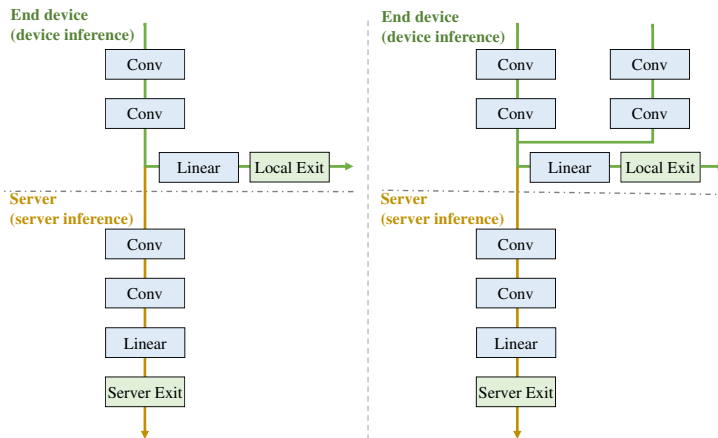 End device
(device inference)
Conv
Conv
Linear
Local Exit
Server
(server inference)
Conv
Conv
Linear
Server Exit
End device
(device inference)
Conv
Conv
Conv
Conv
Linear
Local Exit
Server
(server inference)
Conv
Conv
Linear
Server Exit